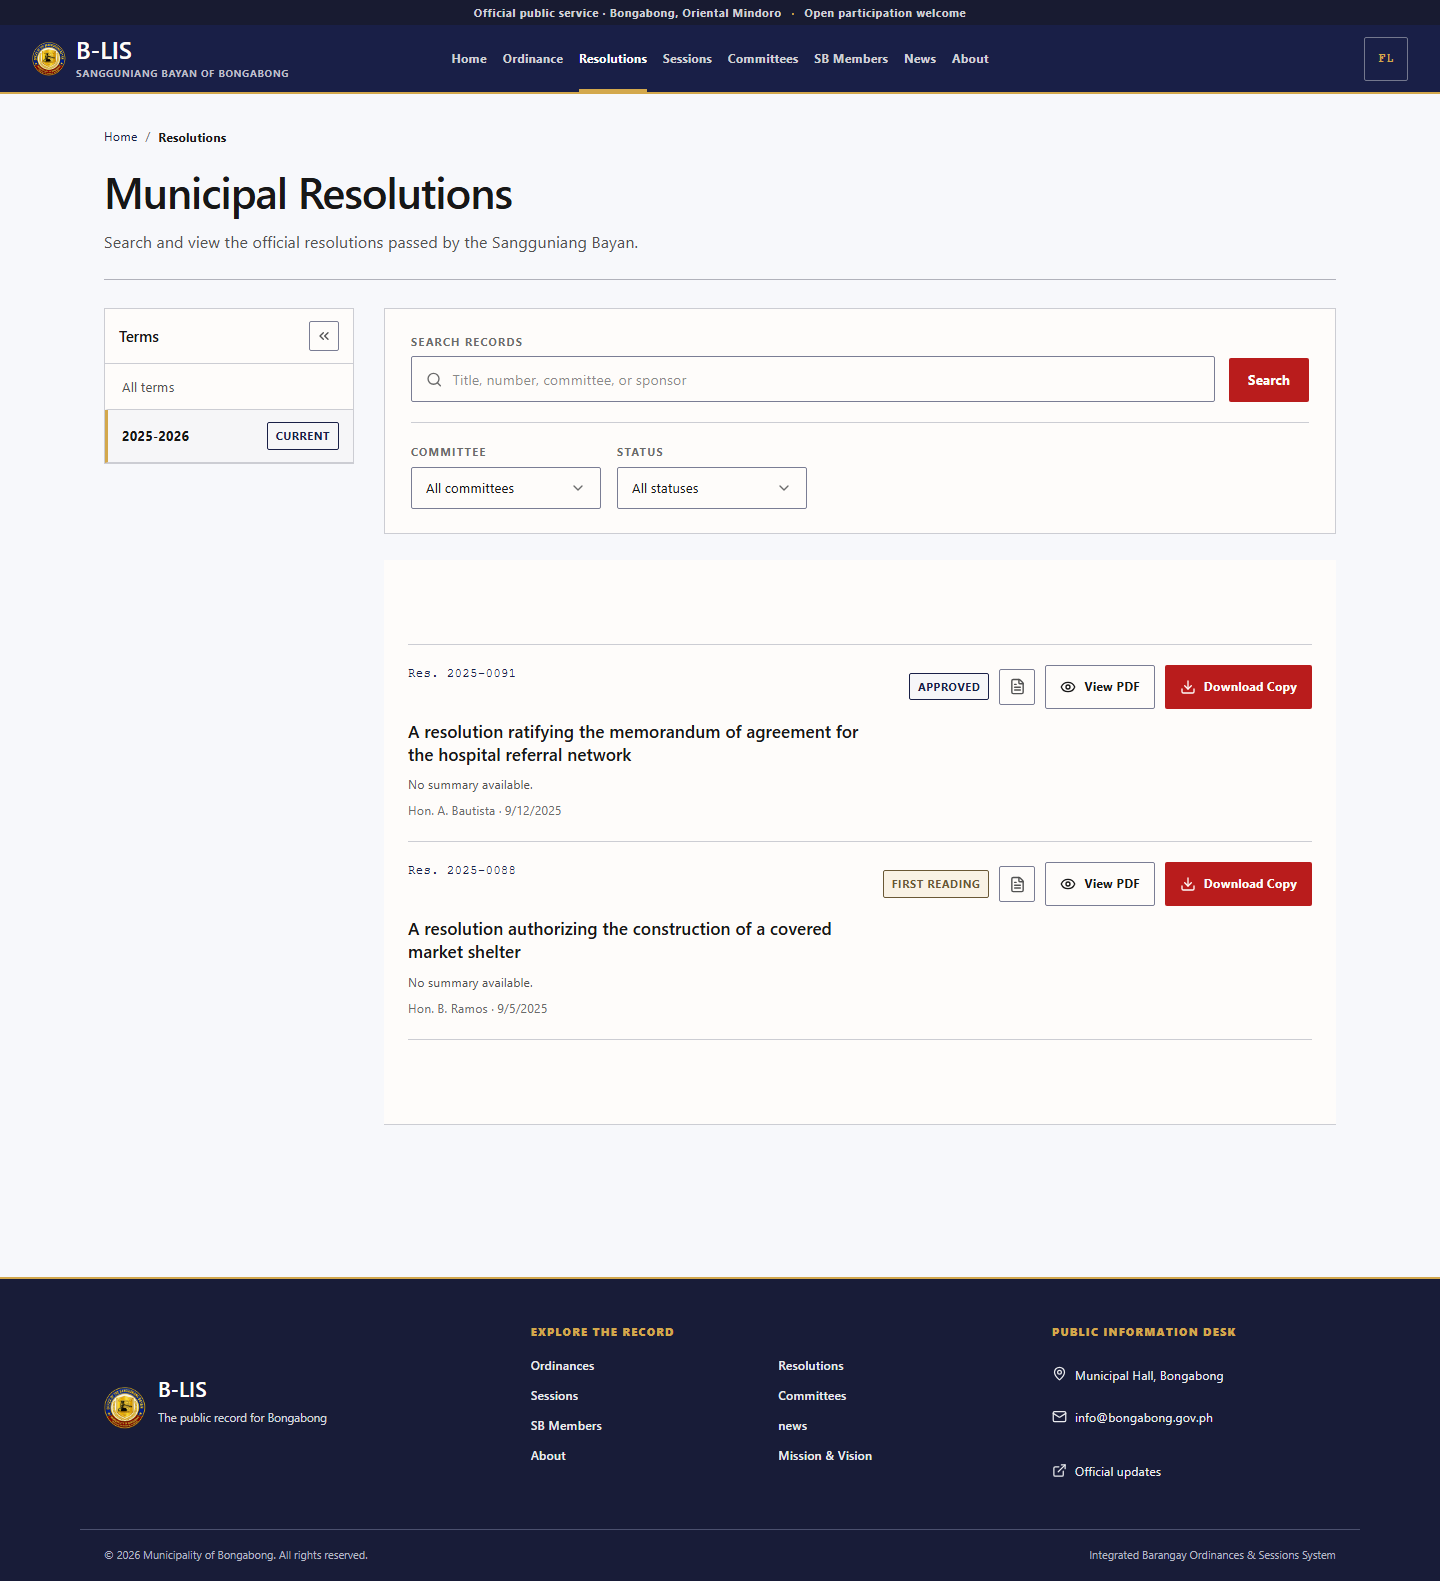 Official public service · Bongabong, Oriental Mindoro · Open participation welcome
B-LIS
SANGGUNIANG BAYAN OF BONGABONG
Home Ordinance Resolutions Sessions Committees SB Members News About
FL
Home / Resolutions
Municipal Resolutions
Search and view the official resolutions passed by the Sangguniang Bayan.
Terms
All terms
2025-2026 CURRENT
SEARCH RECORDS
Title, number, committee, or sponsor
Search
COMMITTEE STATUS
All committees All statuses
Res. 2025-0091
APPROVED View PDF Download Copy
A resolution ratifying the memorandum of agreement for
the hospital referral network
No summary available.
Hon. A. Bautista · 9/12/2025
Res. 2025-0088
FIRST READING View PDF Download Copy
A resolution authorizing the construction of a covered
market shelter
No summary available.
Hon. B. Ramos · 9/5/2025
B-LIS
The public record for Bongabong
EXPLORE THE RECORD
Ordinances Resolutions
Sessions Committees
SB Members news
About Mission & Vision
PUBLIC INFORMATION DESK
Municipal Hall, Bongabong
info@bongabong.gov.ph
Official updates
© 2026 Municipality of Bongabong. All rights reserved.
Integrated Barangay Ordinances & Sessions System